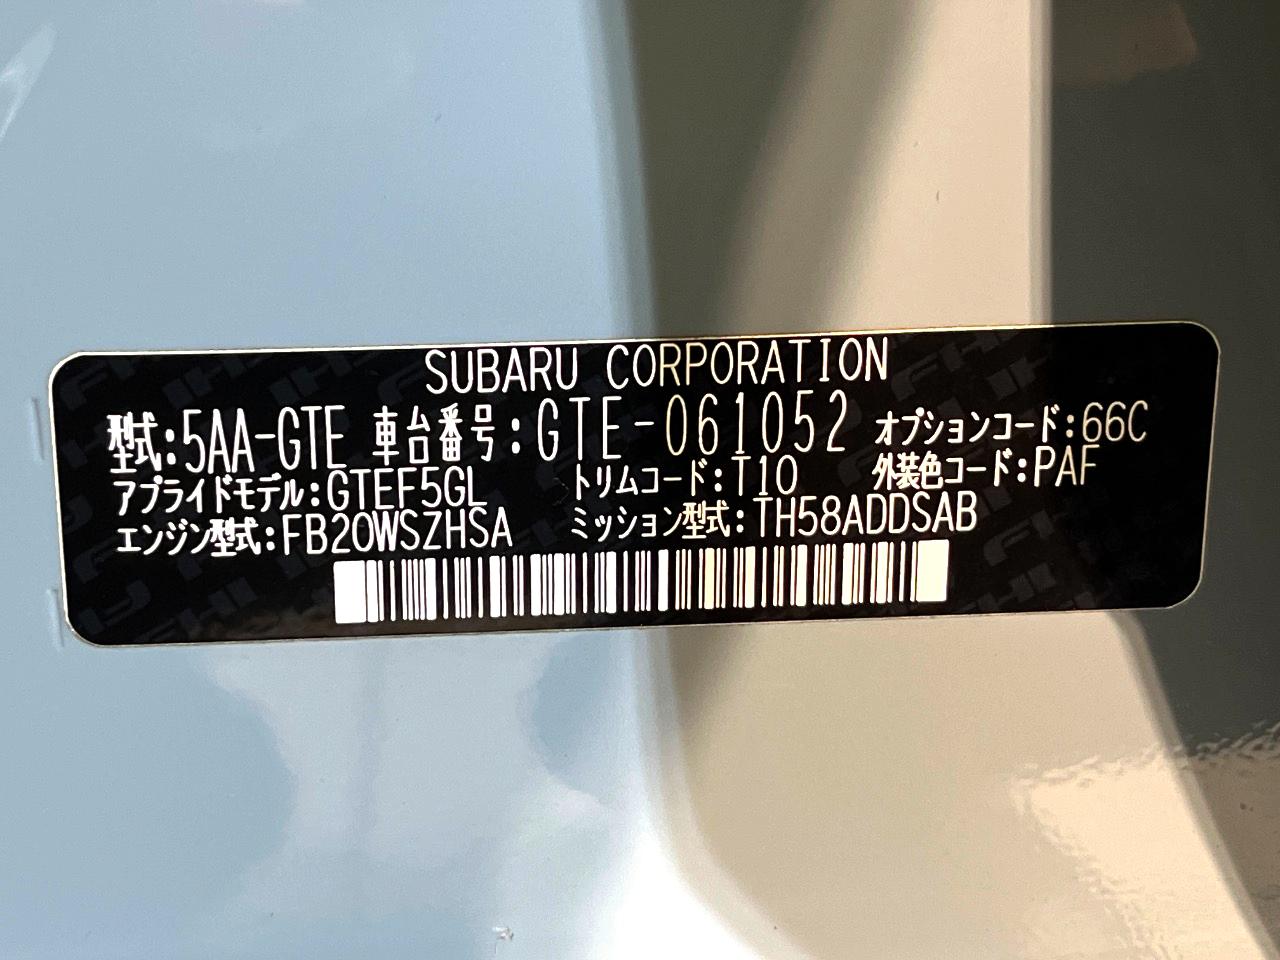 SUBARU CORPORATION
型式:5AA-GTE 車台番号:GTE-061052 オプションコード:66C
アプライドモデル:GTEF5GL トリムコード:T10 外装色コード:PAF
エンジン型式:FB20WSZHSA ミッション型式:TH58ADDSAB